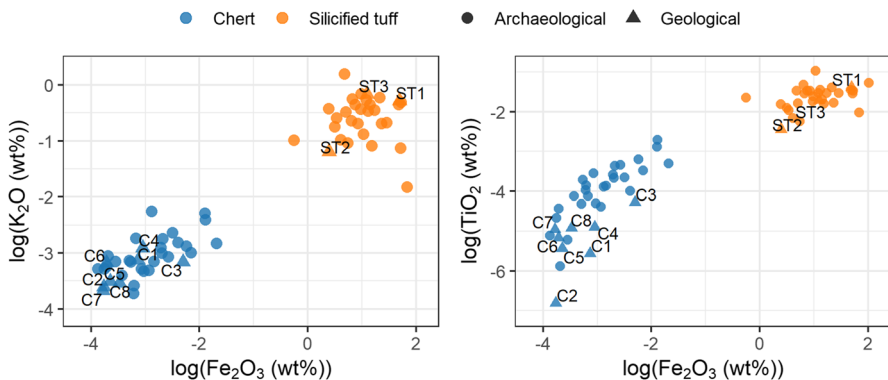 Chert Silicified tuff Archaeological Geological
log(K₂O (wt%))
0
-1
-2
-3
-4
ST3
ST1
ST2
C4
C6
C1
C3
C5
C2
C8
C7
-4 -2 0 2
log(Fe₂O₃ (wt%))
log(TiO₂ (wt%))
-2
-4
-6
ST1
ST3
ST2
C3
C7
C8
C4
C6
C1
C5
C2
-4 -2 0 2
log(Fe₂O₃ (wt%))